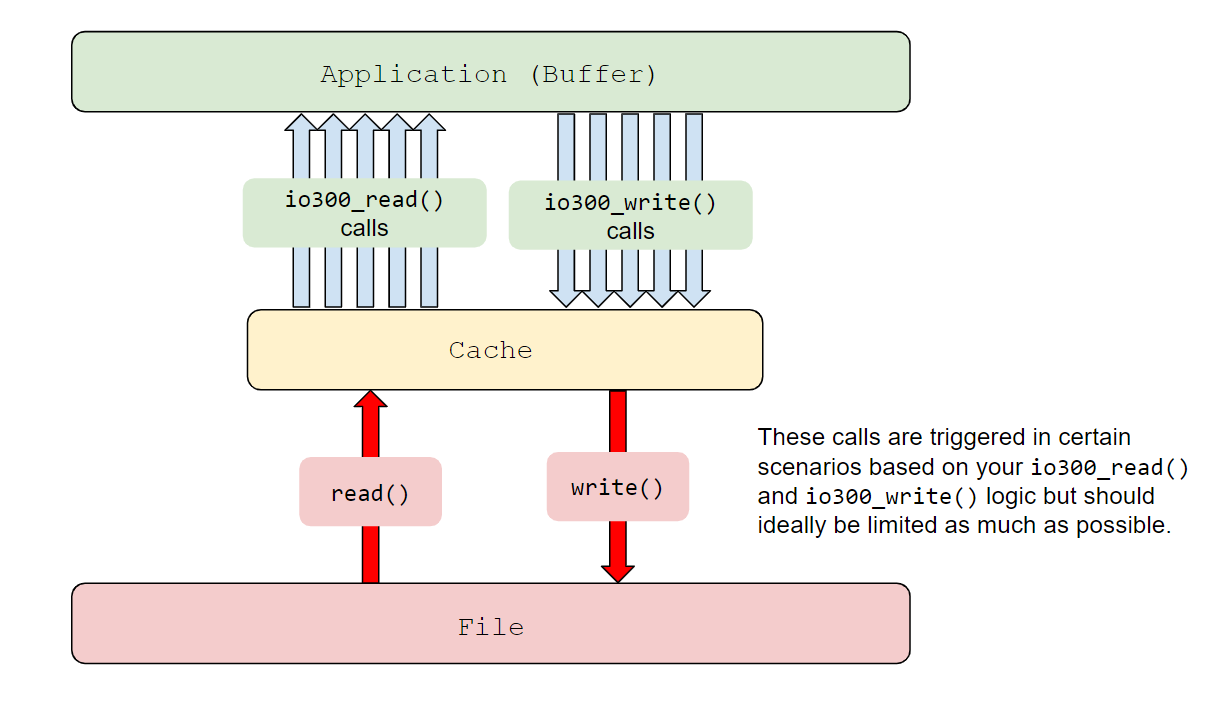 Application (Buffer)
io300_read()
calls
io300_write()
calls
Cache
read()
write()
These calls are triggered in certain
scenarios based on your io300_read()
and io300_write() logic but should
ideally be limited as much as possible.
File